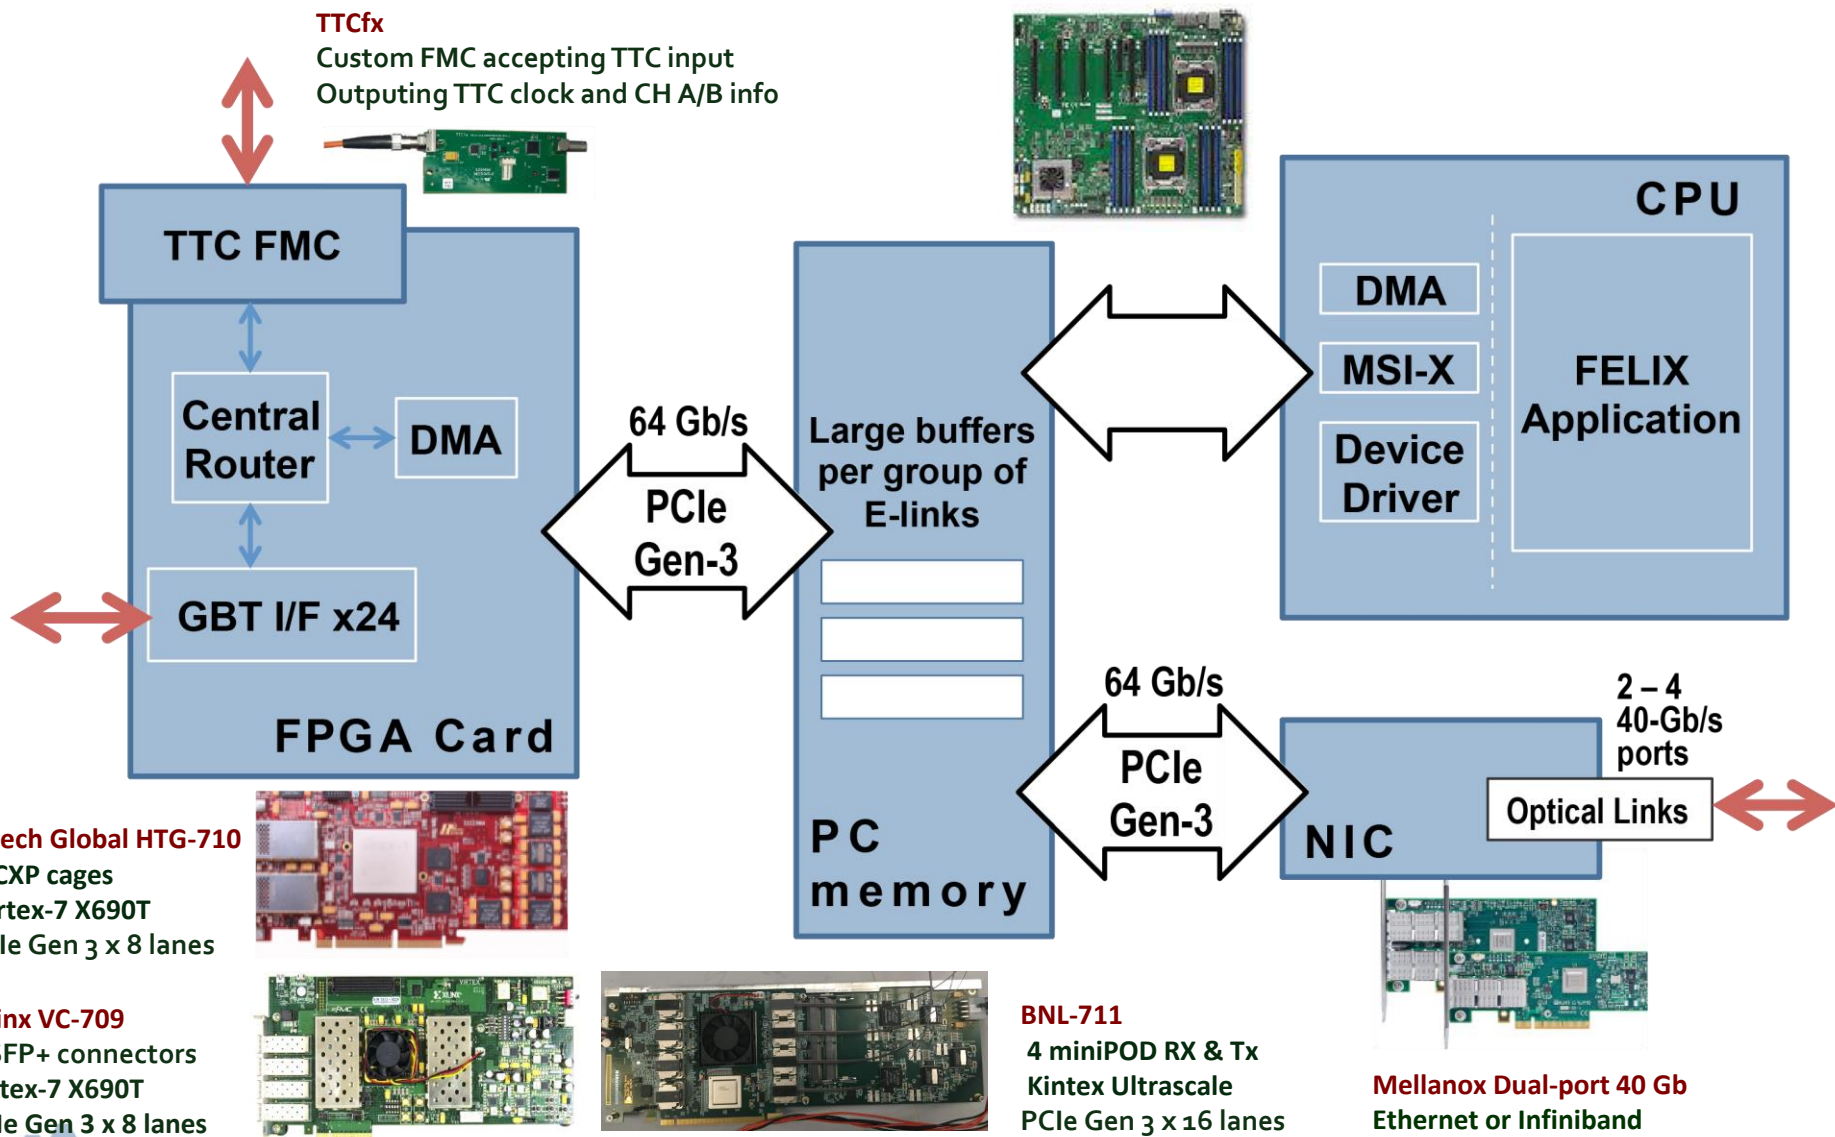 TTCfx
Custom FMC accepting TTC input
Outputing TTC clock and CH A/B info
TTC FMC
Central
Router
DMA
GBT I/F x24
FPGA Card
64 Gb/s
PCIe
Gen-3
Large buffers
per group of
E-links
PC
memory
CPU
DMA
MSI-X
Device
Driver
FELIX
Application
64 Gb/s
PCIe
Gen-3
NIC
2 – 4
40-Gb/s
ports
Optical Links
ech Global HTG-710
CXP cages
rtex-7 X690T
Ie Gen 3 x 8 lanes
inx VC-709
SFP+ connectors
tex-7 X690T
Ie Gen 3 x 8 lanes
XILINX
BNL-711
4 miniPOD RX & Tx
Kintex Ultrascale
PCIe Gen 3 x 16 lanes
Mellanox Dual-port 40 Gb
Ethernet or Infiniband